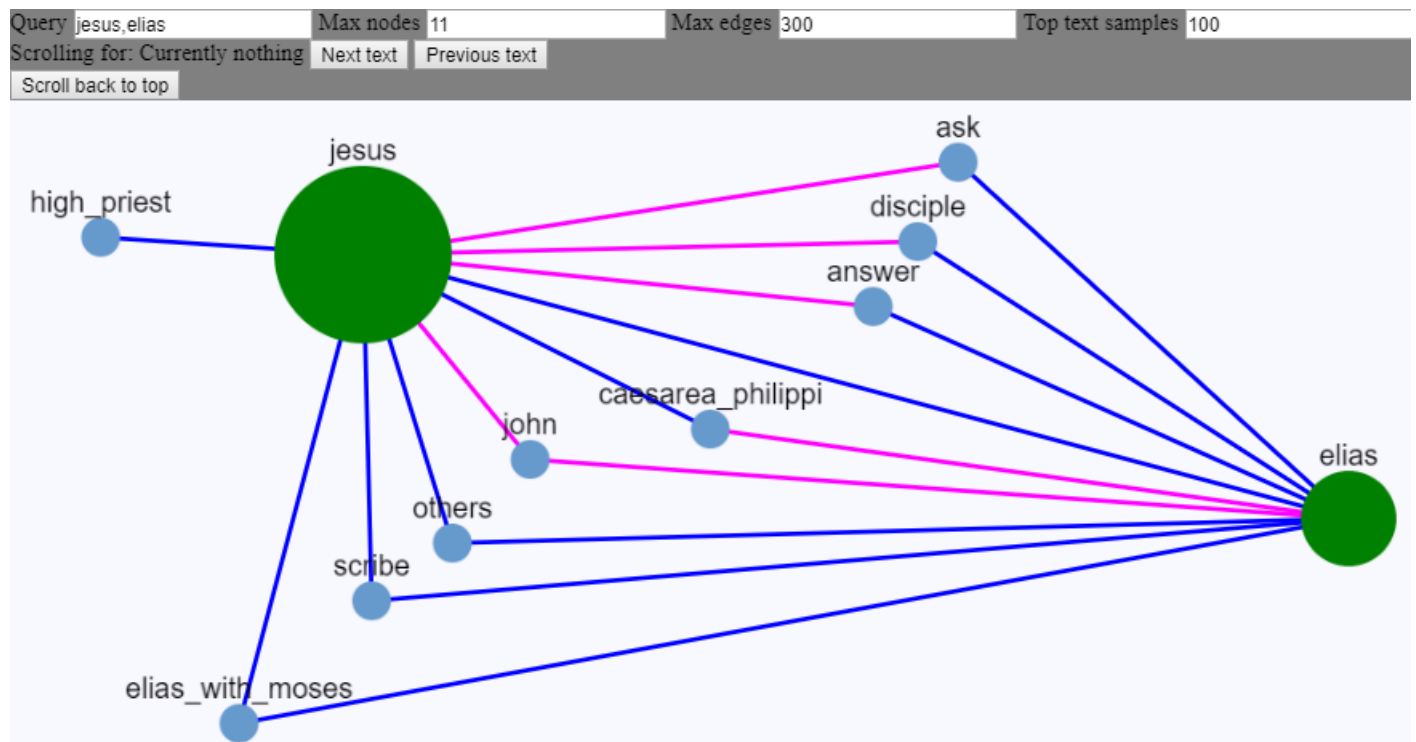 Query jesus,elias Max nodes 11 Max edges 300 Top text samples 100
Scrolling for: Currently nothing Next text Previous text
Scroll back to top
ask
jesus
high_priest
disciple
answer
caesarea_philippi
john
elias
others
scribe
elias_with_moses